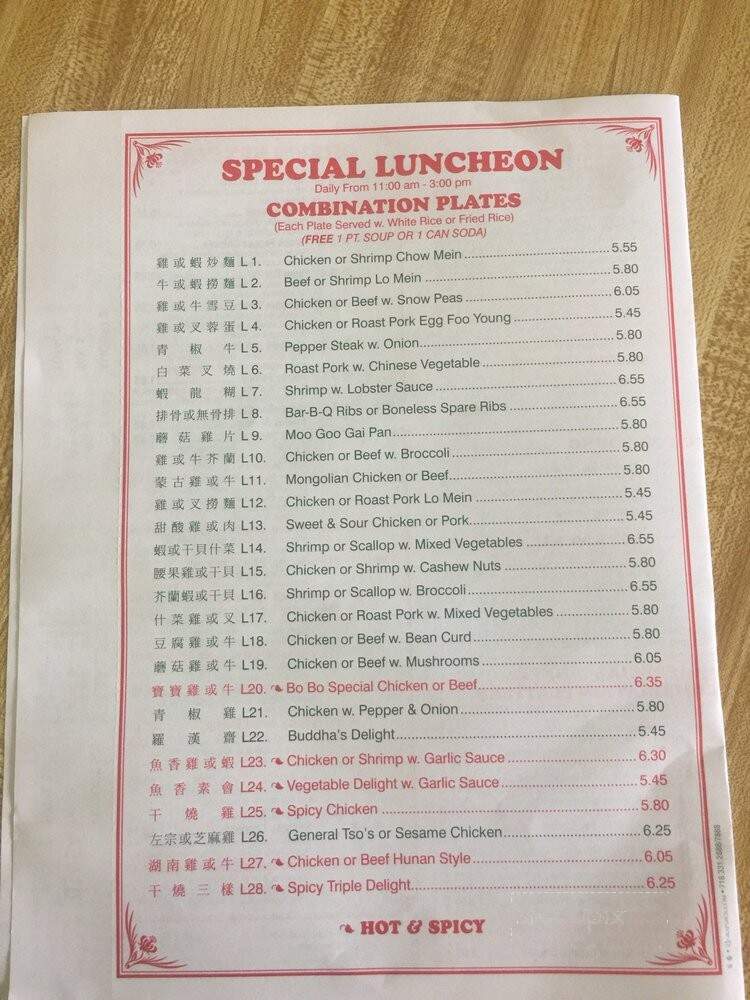 SPECIAL LUNCHEON
Daily From 11:00 am - 3:00 pm
COMBINATION PLATES
(Each Plate Served w. White Rice or Fried Rice)
(FREE 1 PT. SOUP OR 1 CAN SODA)
雞或蝦炒麵 L 1. Chicken or Shrimp Chow Mein 5.55
牛或蝦撈麵 L 2. Beef or Shrimp Lo Mein 5.80
雞或牛雪豆 L 3. Chicken or Beef w. Snow Peas 6.05
雞或叉蓉蛋 L 4. Chicken or Roast Pork Egg Foo Young 5.45
青椒牛 L 5. Pepper Steak w. Onion 5.80
白菜叉燒 L 6. Roast Pork w. Chinese Vegetable 5.80
蝦龍糊 L 7. Shrimp w. Lobster Sauce 6.55
排骨或無骨排 L 8. Bar-B-Q Ribs or Boneless Spare Ribs 6.55
蘑菇雞片 L 9. Moo Goo Gai Pan 5.80
雞或牛芥蘭 L10. Chicken or Beef w. Broccoli 5.80
蒙古雞或牛 L11. Mongolian Chicken or Beef 5.80
雞或叉撈麵 L12. Chicken or Roast Pork Lo Mein 5.45
甜酸雞或肉 L13. Sweet & Sour Chicken or Pork 5.45
蝦或干貝什菜 L14. Shrimp or Scallop w. Mixed Vegetables 6.55
腰果雞或干貝 L15. Chicken or Shrimp w. Cashew Nuts 5.80
芥蘭蝦或干貝 L16. Shrimp or Scallop w. Broccoli 6.55
什菜雞或叉 L17. Chicken or Roast Pork w. Mixed Vegetables 5.80
豆腐雞或牛 L18. Chicken or Beef w. Bean Curd 5.80
蘑菇雞或牛 L19. Chicken or Beef w. Mushrooms 6.05
寶寶雞或牛 L20. Bo Bo Special Chicken or Beef 6.35
青椒雞 L21. Chicken w. Pepper & Onion 5.80
羅漢齋 L22. Buddha's Delight 5.45
魚香雞或蝦 L23. Chicken or Shrimp w. Garlic Sauce 6.30
魚香素會 L24. Vegetable Delight w. Garlic Sauce 5.45
干燒雞 L25. Spicy Chicken 5.80
左宗或芝麻雞 L26. General Tso's or Sesame Chicken 6.25
湖南雞或牛 L27. Chicken or Beef Hunan Style 6.05
干燒三樣 L28. Spicy Triple Delight 6.25
HOT & SPICY